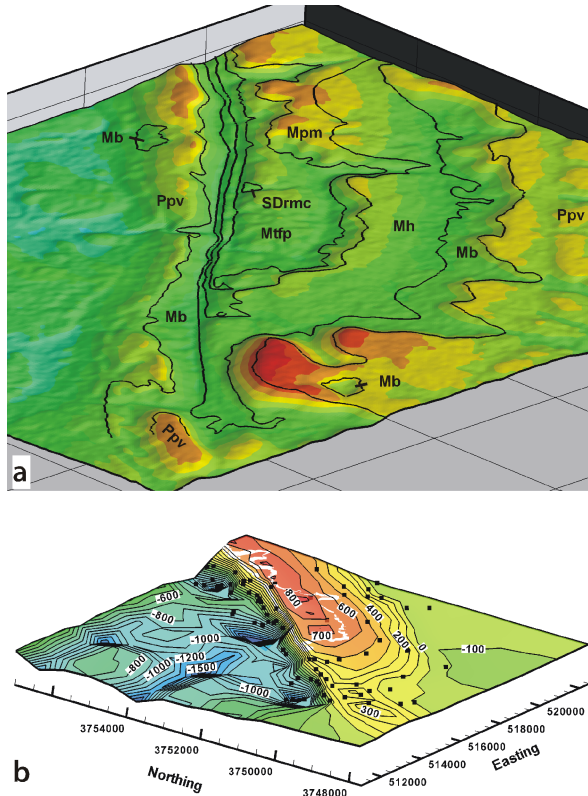 Mb
Mpm
Ppv
SDrmc
Mtfp
Mh
Ppv
Mb
Mb
Mb
Ppv
a
-600
-800
800
600
400
-1000
700
200
0
-100
-800
-1000
-1200
-1500
-1000
300
3754000
3752000
3750000
3748000
Northing
512000
514000
516000
518000
520000
Easting
b